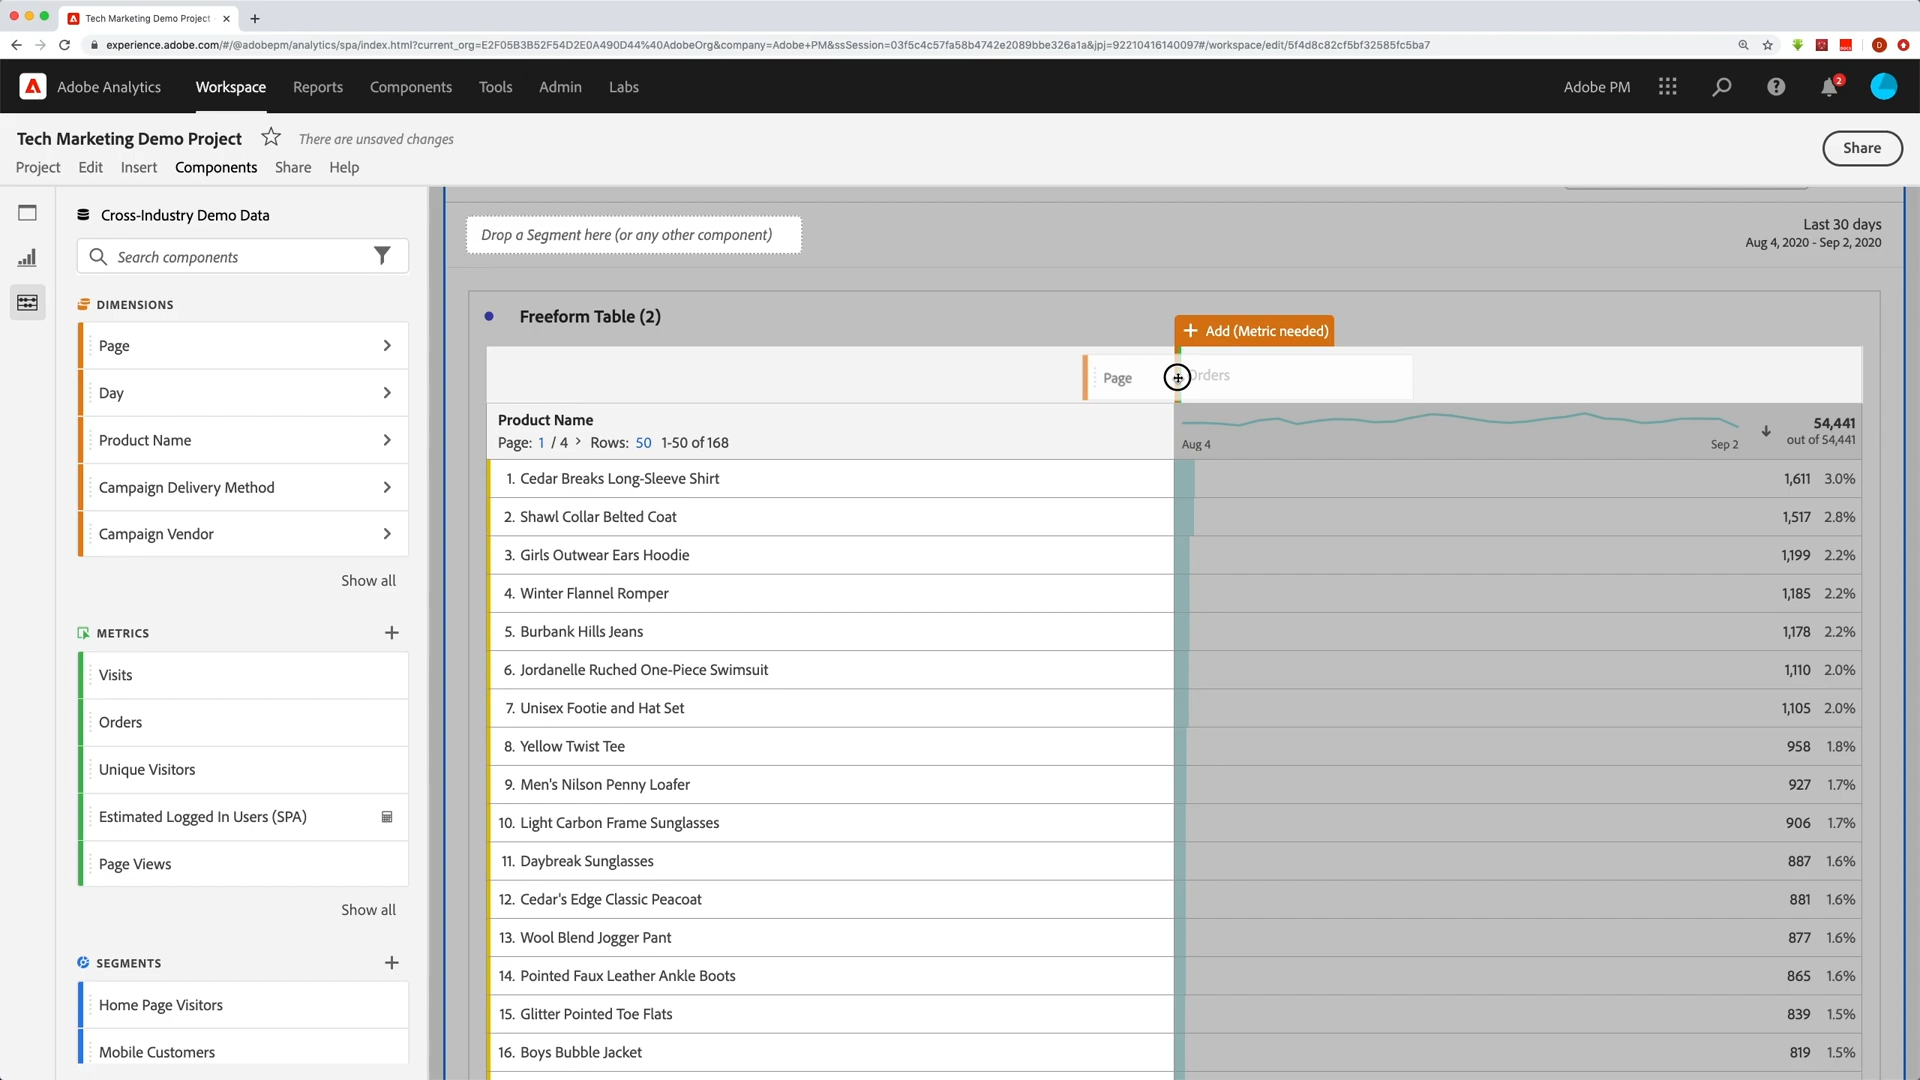 Tech Marketing Demo Project
experience.adobe.com/#/@adobepm/analytics/spa/index.html?current_org=E2F05B3B52F54D2E0A490D44%40AdobeOrg&company=Adobe+PM&ssSession=03f5c4c57fa58b4742e2089bbe326a1a&jpj=92210416140097#/workspace/edit/5f4d8c82cf5bf32585fc5ba7
D
Adobe Analytics Workspace Reports Components Tools Admin Labs Adobe PM 2
Tech Marketing Demo Project There are unsaved changes
Share
Project Edit Insert Components Share Help
Cross-Industry Demo Data
Search components
DIMENSIONS
Page
Day
Product Name
Campaign Delivery Method
Campaign Vendor
Show all
METRICS
Visits
Orders
Unique Visitors
Estimated Logged In Users (SPA)
Page Views
Show all
SEGMENTS
Home Page Visitors
Mobile Customers
Drop a Segment here (or any other component)
Last 30 days
Aug 4, 2020 - Sep 2, 2020
Freeform Table (2)
+ Add (Metric needed)
Page Orders
Product Name
Page: 1 / 4 > Rows: 50 1-50 of 168
Aug 4 Sep 2
54,441
out of 54,441
1. Cedar Breaks Long-Sleeve Shirt 1,611 3.0%
2. Shawl Collar Belted Coat 1,517 2.8%
3. Girls Outwear Ears Hoodie 1,199 2.2%
4. Winter Flannel Romper 1,185 2.2%
5. Burbank Hills Jeans 1,178 2.2%
6. Jordanelle Ruched One-Piece Swimsuit 1,110 2.0%
7. Unisex Footie and Hat Set 1,105 2.0%
8. Yellow Twist Tee 958 1.8%
9. Men's Nilson Penny Loafer 927 1.7%
10. Light Carbon Frame Sunglasses 906 1.7%
11. Daybreak Sunglasses 887 1.6%
12. Cedar's Edge Classic Peacoat 881 1.6%
13. Wool Blend Jogger Pant 877 1.6%
14. Pointed Faux Leather Ankle Boots 865 1.6%
15. Glitter Pointed Toe Flats 839 1.5%
16. Boys Bubble Jacket 819 1.5%